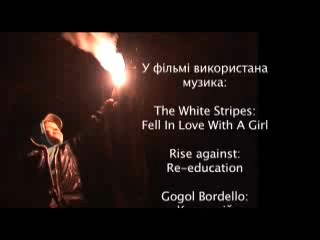 У фільмі використана
музика:
The White Stripes:
Fell In Love With A Girl
Rise against:
Re-education
Gogol Bordello: